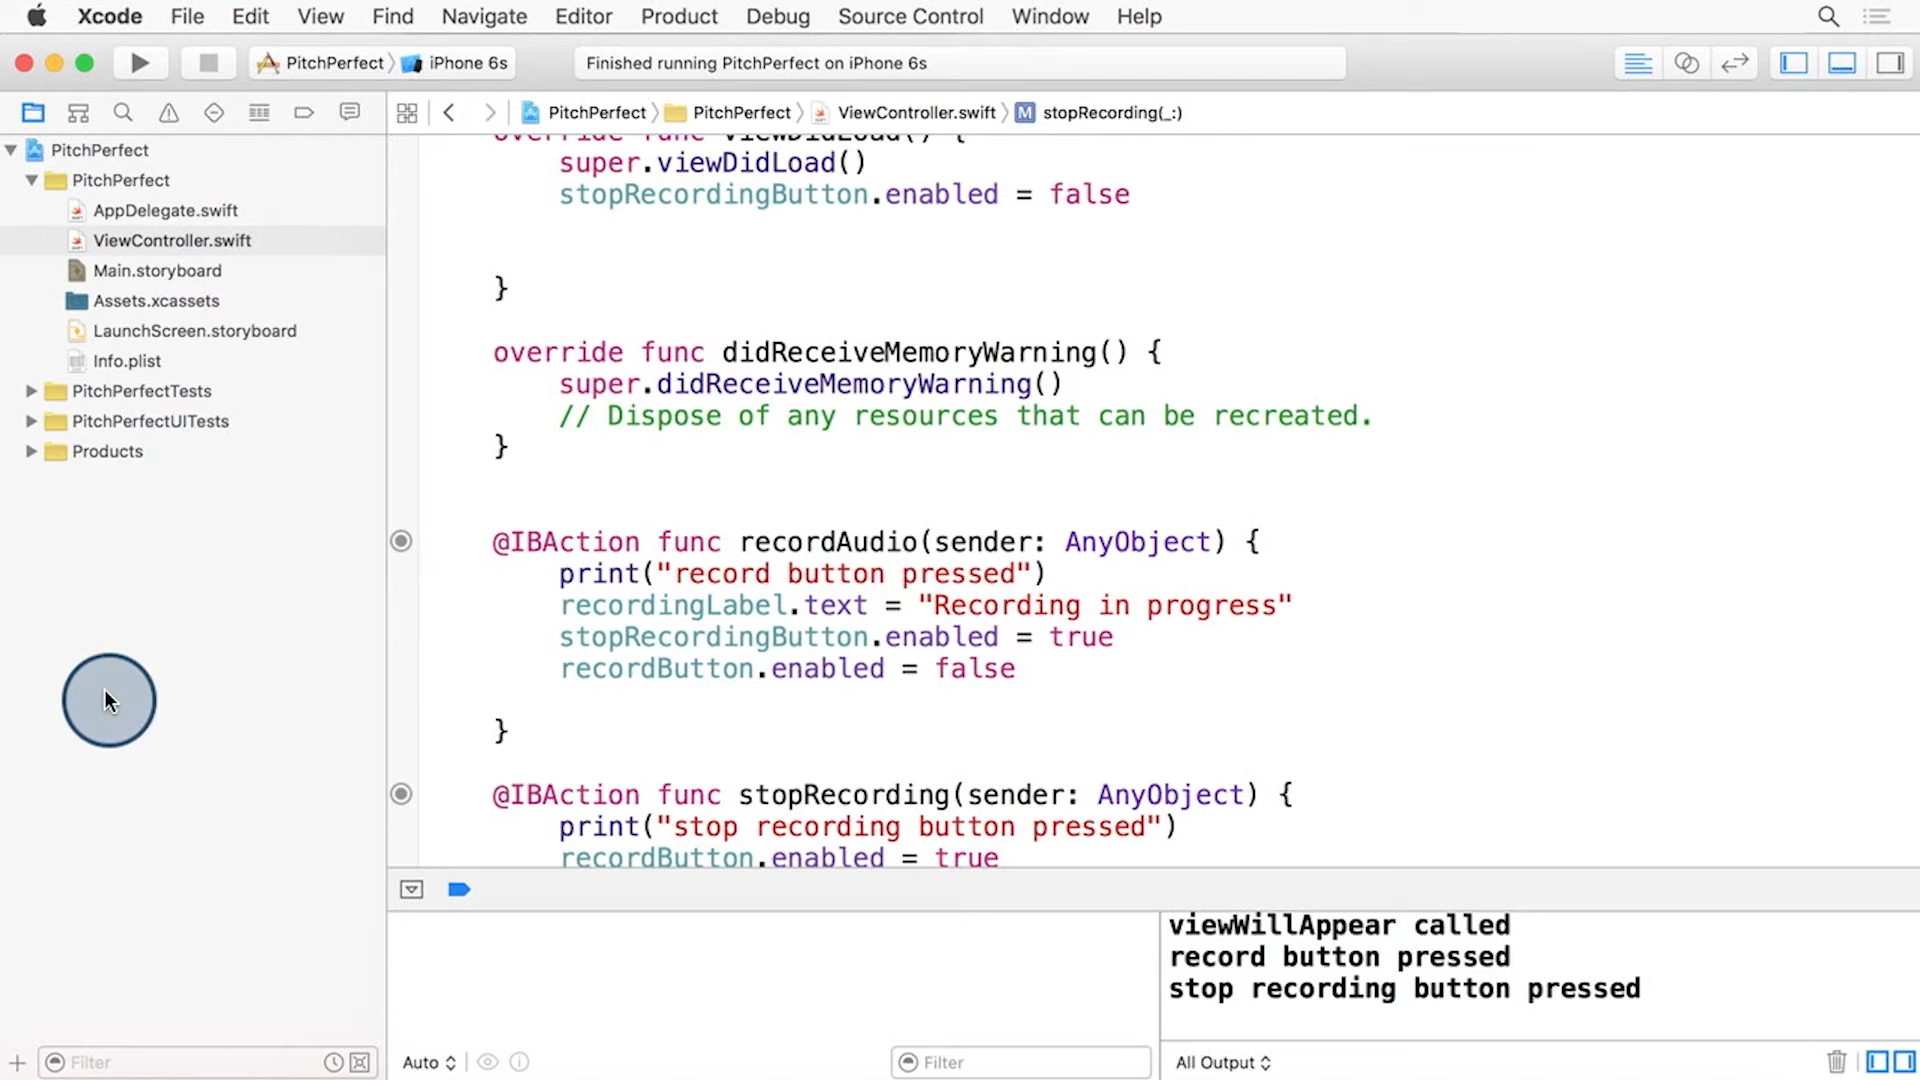 Xcode File Edit View Find Navigate Editor Product Debug Source Control Window Help
PitchPerfect iPhone 6s Finished running PitchPerfect on iPhone 6s
PitchPerfect PitchPerfect ViewController.swift M stopRecording(_:)
PitchPerfect
PitchPerfect
AppDelegate.swift
ViewController.swift
Main.storyboard
Assets.xcassets
LaunchScreen.storyboard
Info.plist
PitchPerfectTests
PitchPerfectUITests
Products
Filter
override func viewDidLoad() {
super.viewDidLoad()
stopRecordingButton.enabled = false
}
override func didReceiveMemoryWarning() {
super.didReceiveMemoryWarning()
// Dispose of any resources that can be recreated.
}
@IBAction func recordAudio(sender: AnyObject) {
print("record button pressed")
recordingLabel.text = "Recording in progress"
stopRecordingButton.enabled = true
recordButton.enabled = false
}
@IBAction func stopRecording(sender: AnyObject) {
print("stop recording button pressed")
recordButton.enabled = true
viewWillAppear called
record button pressed
stop recording button pressed
Auto Filter All Output